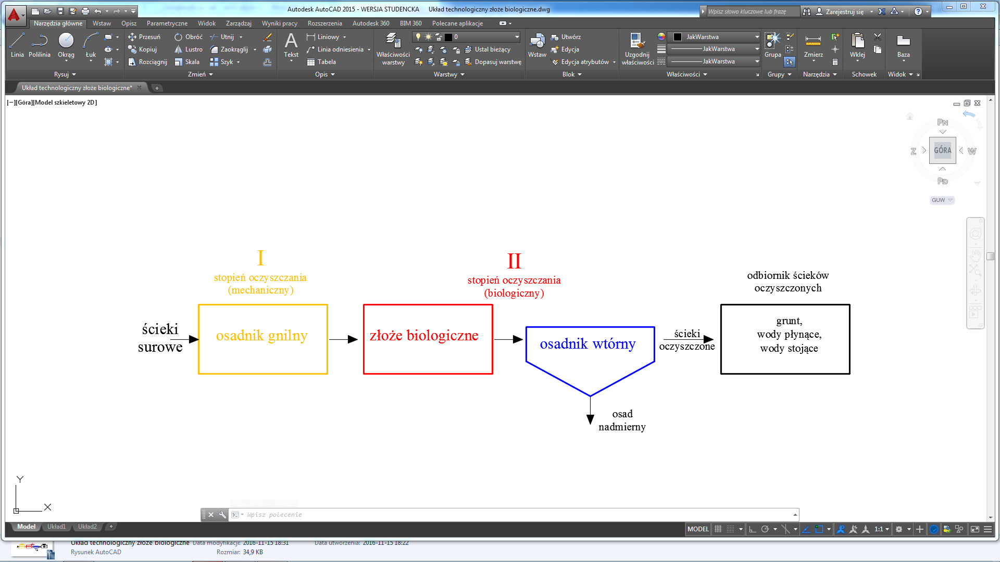 Autodesk AutoCAD 2015 - WERSJA STUDENCKA Układ technologiczny złoże biologiczne.dwg
Wpisz słowo kluczowe lub frazę
Zarejestruj się
Narzędzia główne Wstaw Opisz Parametryczne Widok Zarządzaj Wyniki pracy Rozszerzenia Autodesk 360 BIM 360 Polecane aplikacje
Linia Polilinia Okrąg Łuk
Rysuj
Przesuń Obróć Utnij
Kopiuj Lustro Zaokrąglij
Rozciągnij Skala Szyk
Zmień
Tekst
Liniowy
Linia odniesienia
Tabela
Opis
Właściwości
warstwy
0
Ustal bieżący
Dopasuj warstwę
Warstwy
Wstaw
Utwórz
Edycja
Edycja atrybutów
Blok
Uzgodnij
właściwości
JakWarstwa
JakWarstwa
JakWarstwa
Właściwości
Grupa
Grupy
Zmierz
Narzędzia
Wklej
Schowek
Baza
Widok
Układ technologiczny złoże biologiczne*
[−][Góra][Model szkieletowy 2D]
PN
Z GÓRA W
PD
GUW
I
stopień oczyszczania
(mechaniczny)
II
stopień oczyszczania
(biologiczny)
odbiornik ścieków
oczyszczonych
ścieki
surowe
osadnik gnilny
złoże biologiczne
osadnik wtórny
ścieki
oczyszczone
grunt,
wody płynące,
wody stojące
osad
nadmierny
Y
X
Wpisz polecenie
Model Układ1 Układ2
MODEL
1:1
Układ technologiczny złoże biologiczne Data modyfikacji: 2016-11-15 18:31 Data utworzenia: 2016-11-15 18:22
Rysunek AutoCAD Rozmiar: 34,9 KB